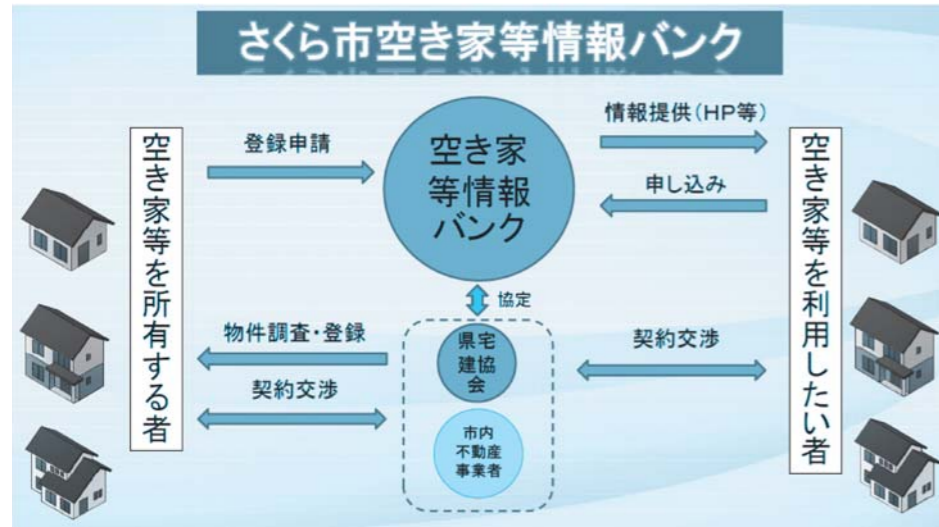 さくら市空き家等情報バンク
空き家等を所有する者
登録申請
空き家
等情報
バンク
情報提供(HP等)
申し込み
空き家等を利用したい者
協定
物件調査・登録
契約交渉
県宅
建協
会
市内
不動産
事業者
契約交渉